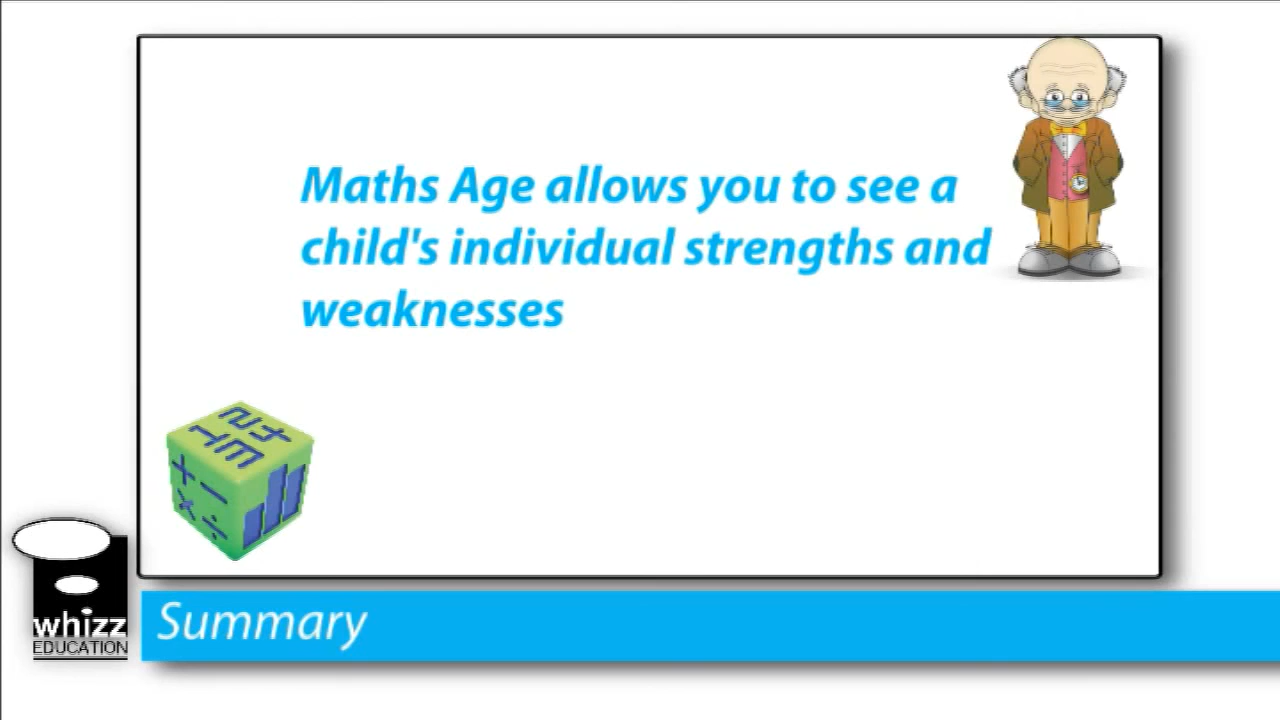 Maths Age allows you to see a
child's individual strengths and
weaknesses
whizz
EDUCATION
Summary